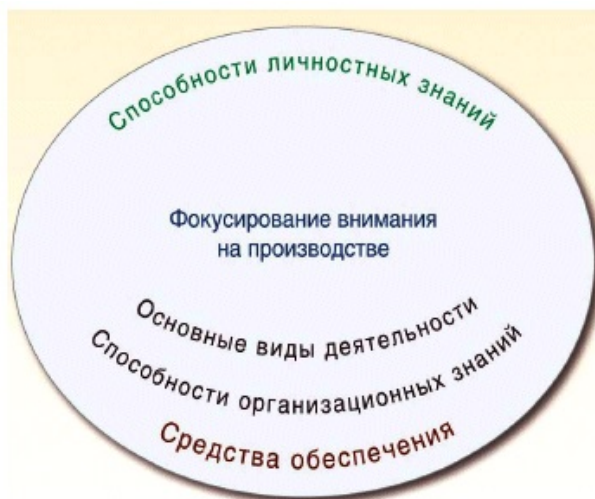 Способности личностных знаний
Фокусирование внимания
на производстве
Основные виды деятельности
Способности организационных знаний
Средства обеспечения